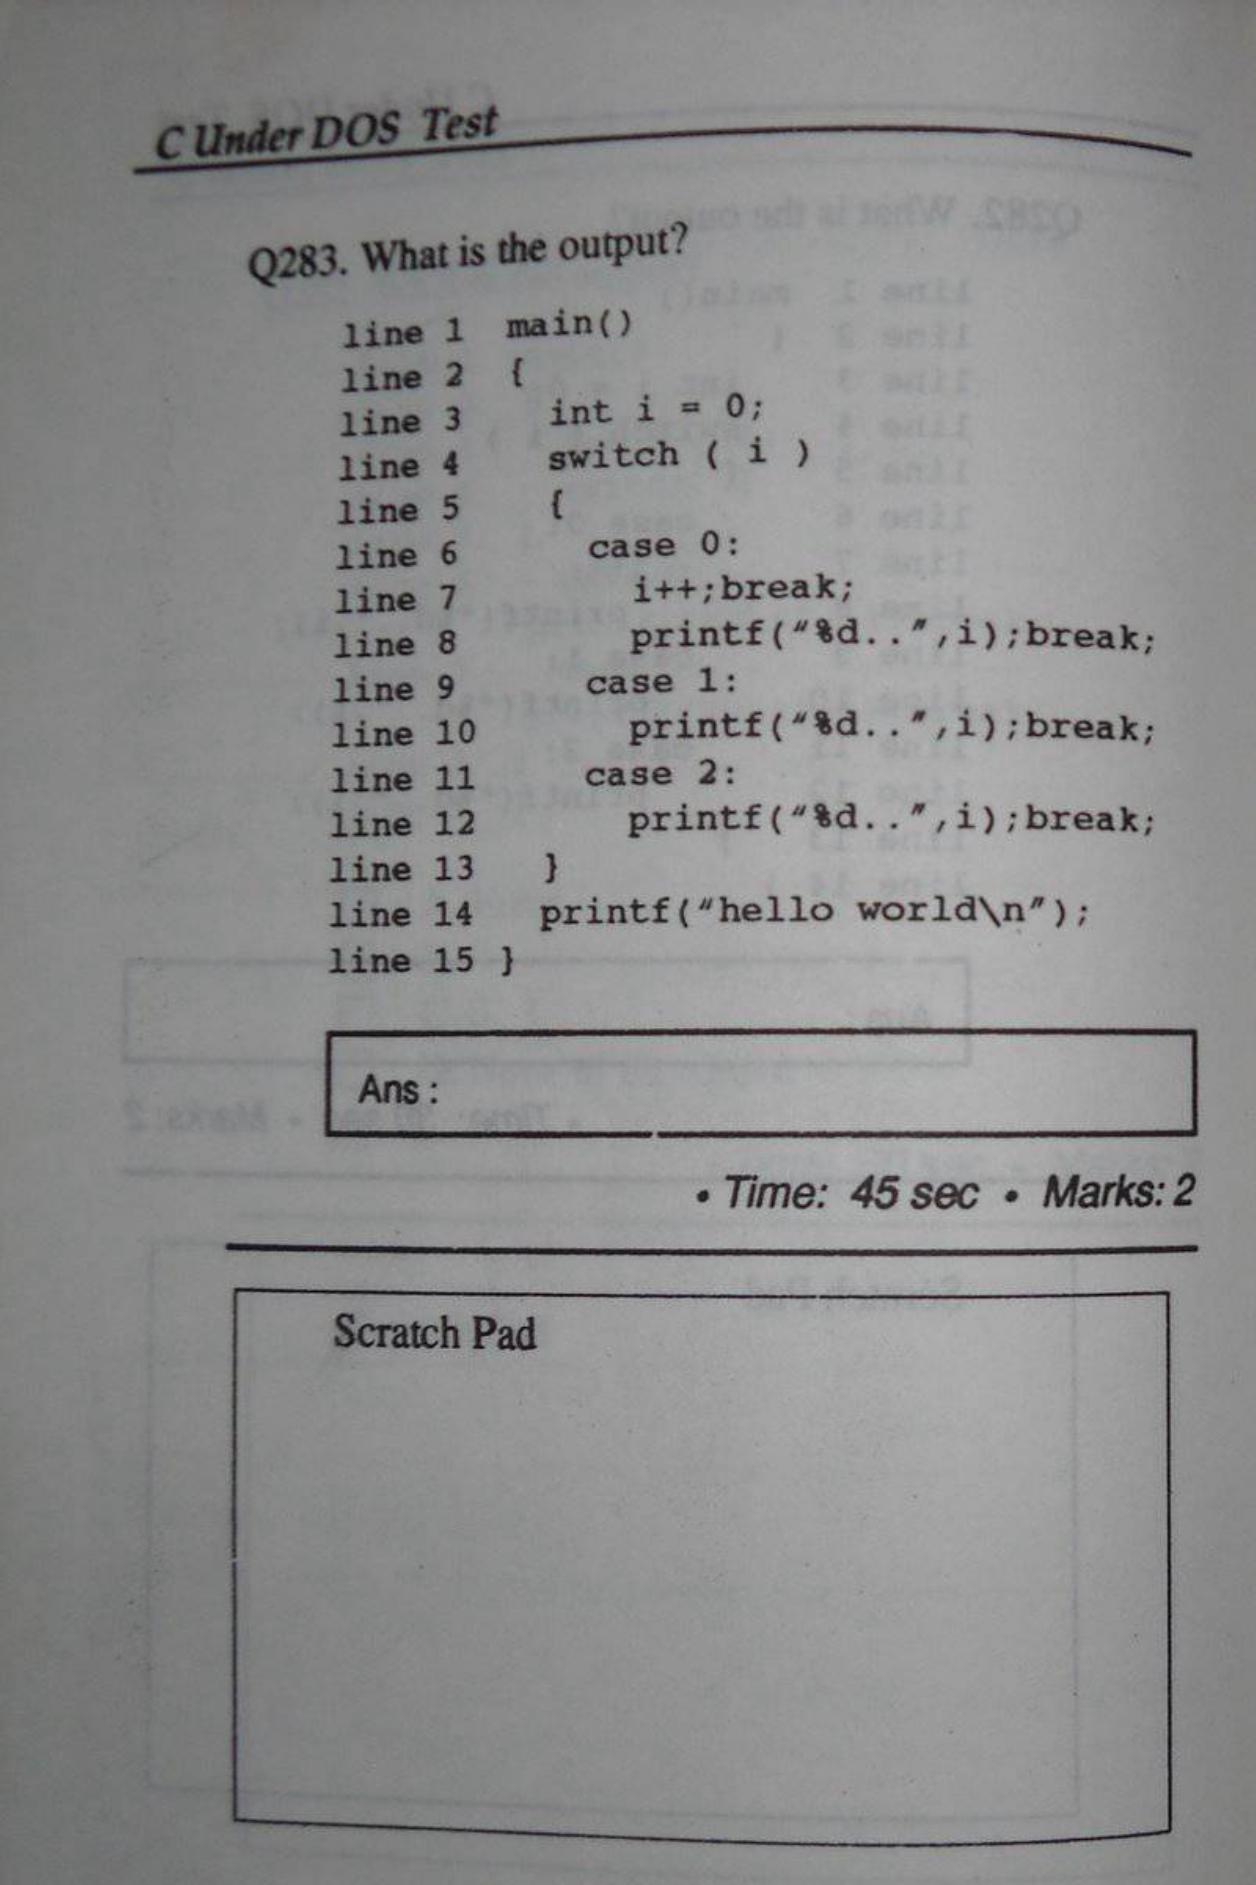 C Under DOS Test
Q283. What is the output?
line 1 main()
line 2 {
line 3 int i = 0;
line 4 switch ( i )
line 5 {
line 6 case 0:
line 7 i++;break;
line 8 printf("%d..",i);break;
line 9 case 1:
line 10 printf("%d..",i);break;
line 11 case 2:
line 12 printf("%d..",i);break;
line 13 }
line 14 printf("hello world\n");
line 15 }
Ans :
• Time: 45 sec • Marks: 2
Scratch Pad